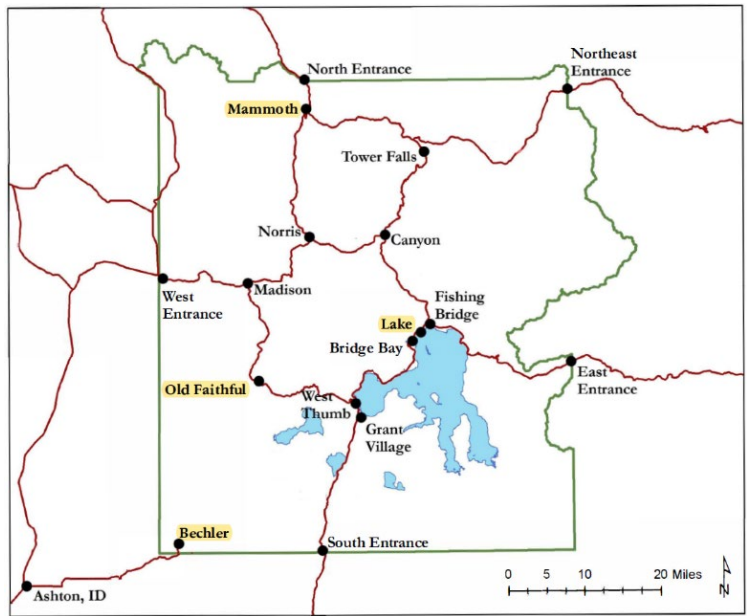 North Entrance
Northeast
Entrance
Mammoth
Tower Falls
Norris
Canyon
West
Entrance
Madison
Fishing
Bridge
Lake
Bridge Bay
East
Entrance
Old Faithful
West
Thumb
Grant
Village
Bechler
South Entrance
Ashton, ID
0 5 10 20 Miles
N